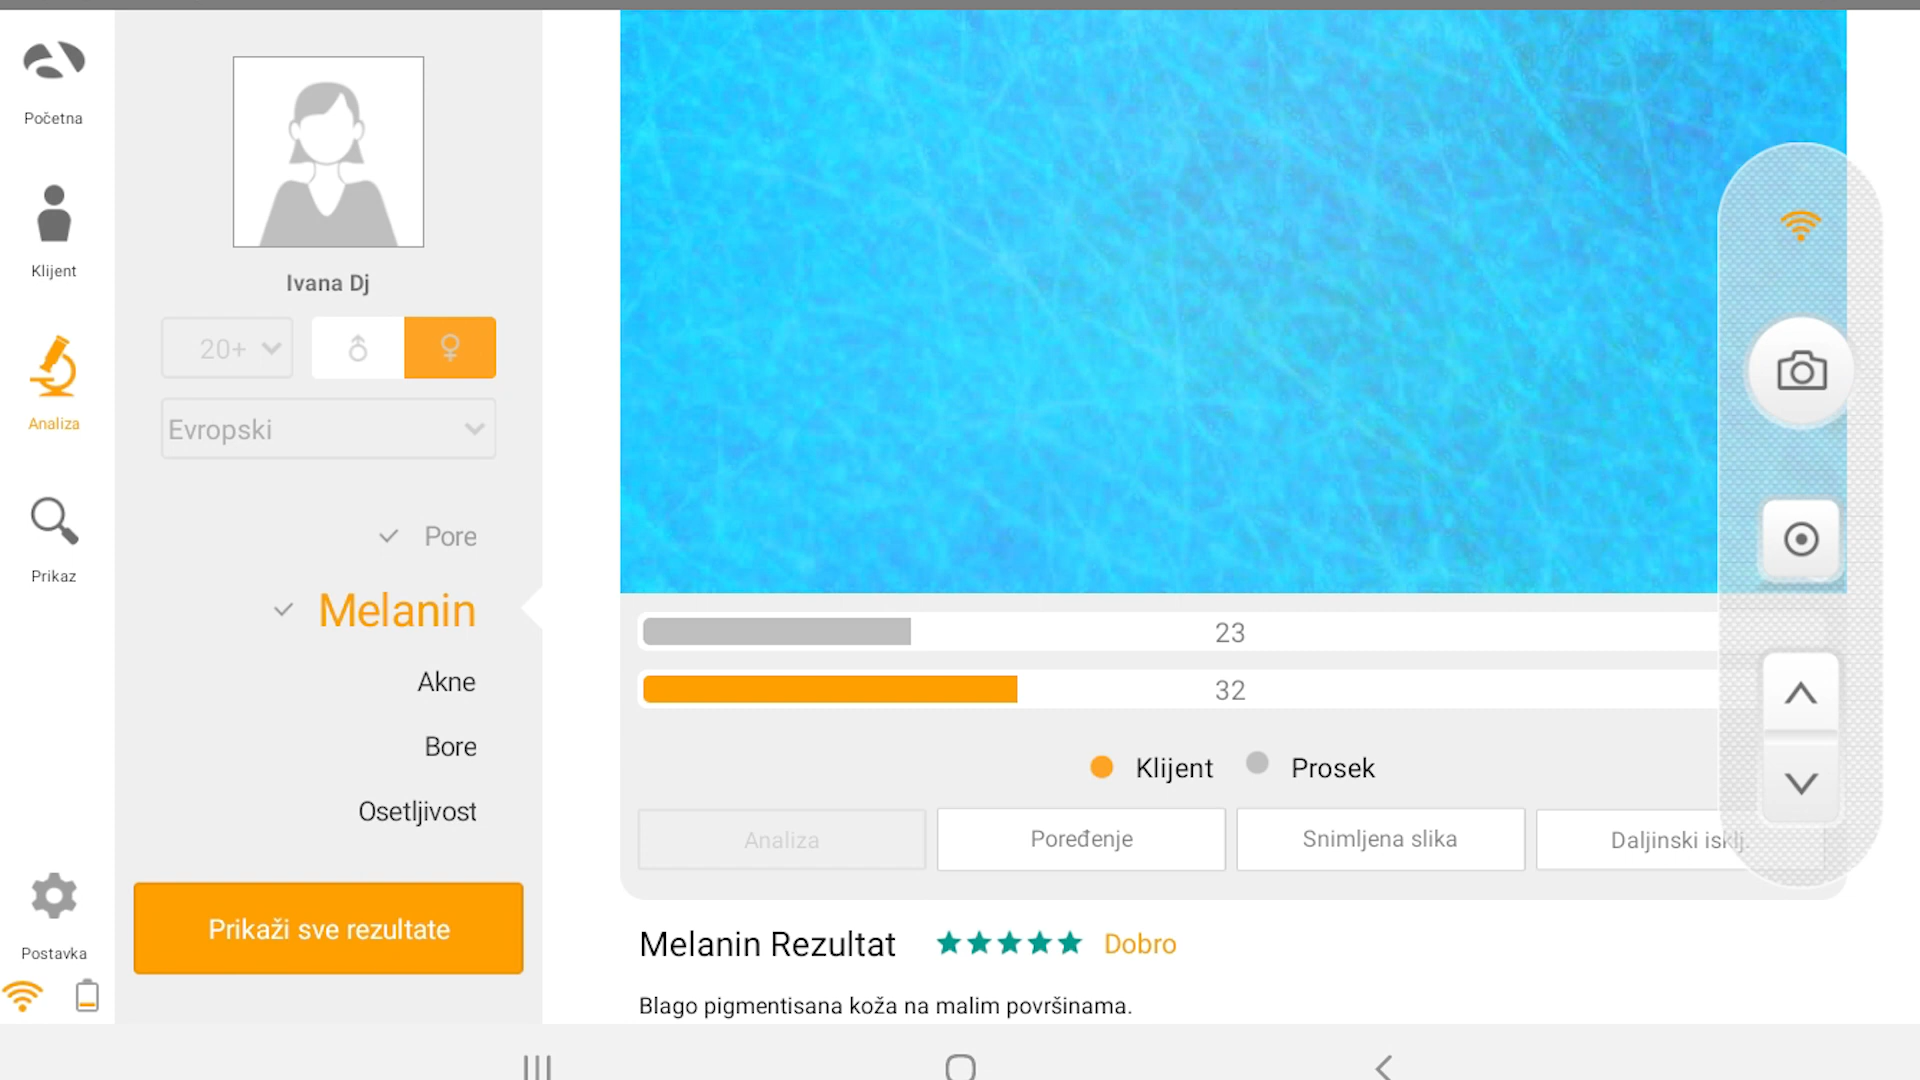 Početna
Klijent
Analiza
Prikaz
Postavka
Ivana Dj
20+
Evropski
Pore
Melanin
Akne
Bore
Osetljivost
Prikaži sve rezultate
23
32
Klijent Prosek
Analiza Poređenje Snimljena slika Daljinski isklj.
Melanin Rezultat Dobro
Blago pigmentisana koža na malim površinama.